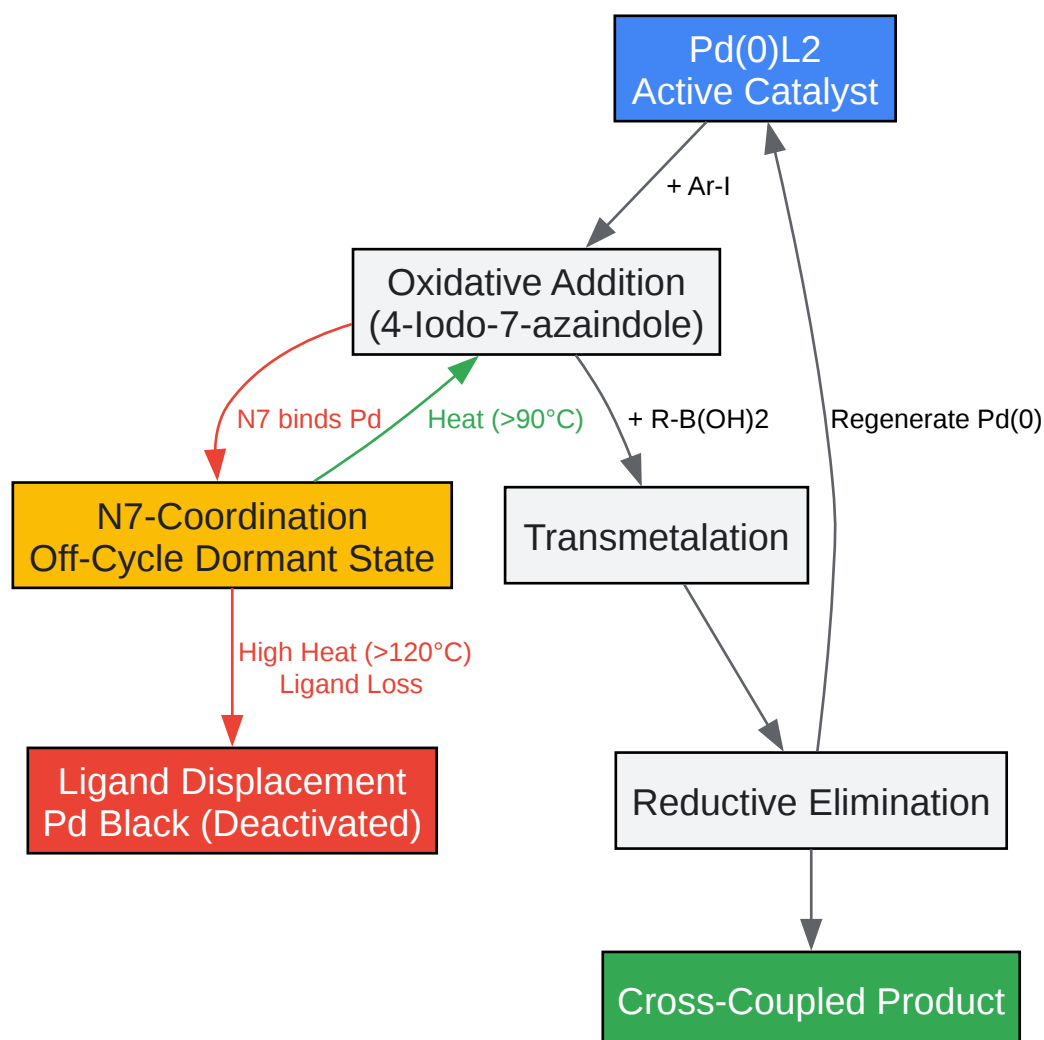 Pd(0)L2
Active Catalyst
+ Ar-I
Oxidative Addition
(4-Iodo-7-azaindole)
N7 binds Pd
Heat (>90°C)
+ R-B(OH)2
Regenerate Pd(0)
N7-Coordination
Off-Cycle Dormant State
Transmetalation
High Heat (>120°C)
Ligand Loss
Ligand Displacement
Pd Black (Deactivated)
Reductive Elimination
Cross-Coupled Product